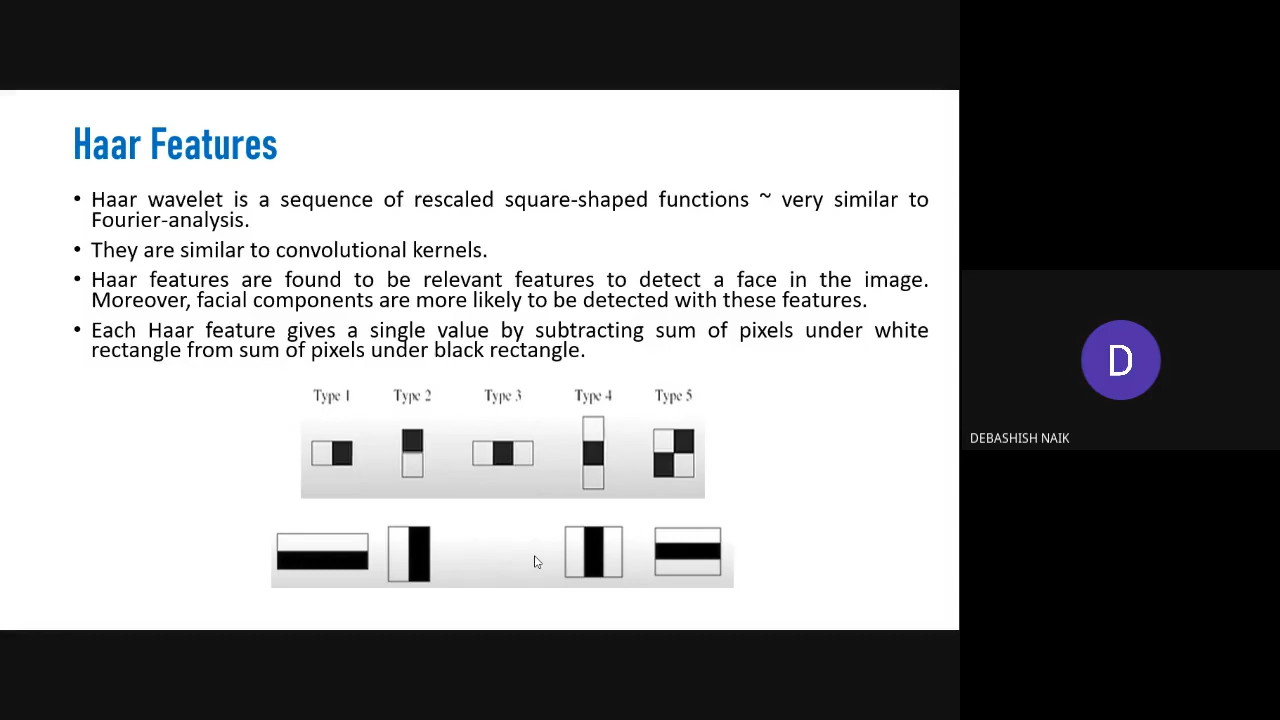 Haar Features
• Haar wavelet is a sequence of rescaled square-shaped functions ~ very similar to
Fourier-analysis.
• They are similar to convolutional kernels.
• Haar features are found to be relevant features to detect a face in the image.
Moreover, facial components are more likely to be detected with these features.
• Each Haar feature gives a single value by subtracting sum of pixels under white
rectangle from sum of pixels under black rectangle.
Type 1 Type 2 Type 3 Type 4 Type 5
D
DEBASHISH NAIK